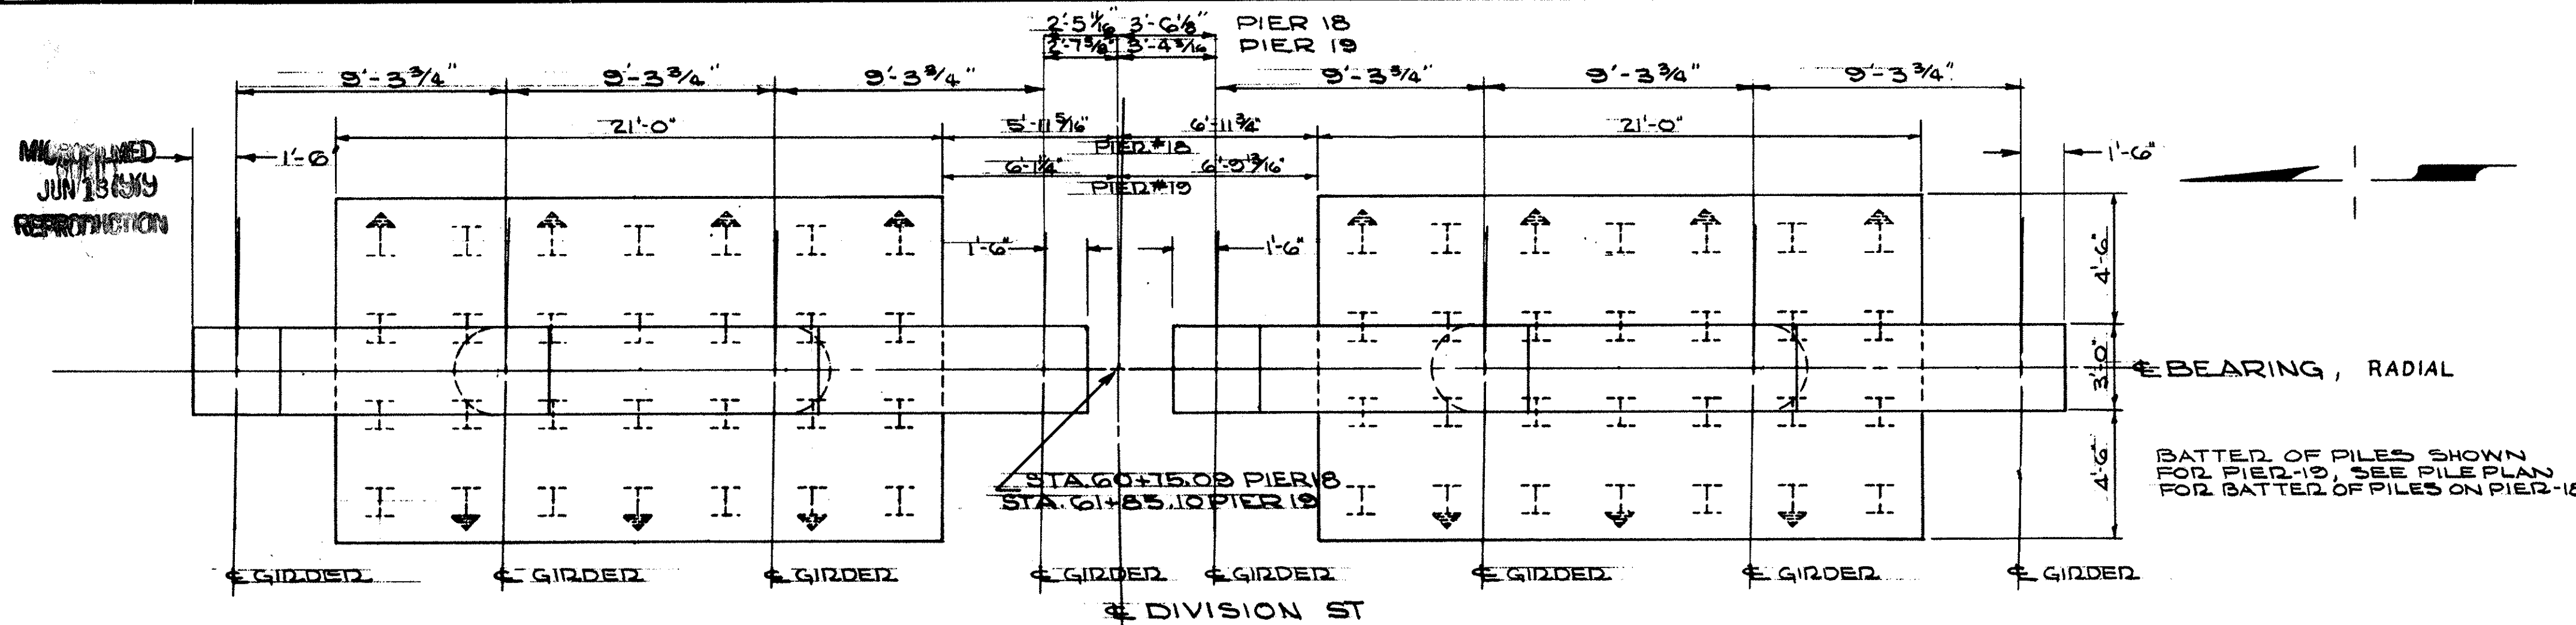 2'-5 11/16" 3'-6 1/8" PIER 18
2'-7 5/8" 3'-4 3/16" PIER 19
9'-3 3/4" 9'-3 3/4" 9'-3 3/4" 9'-3 3/4" 9'-3 3/4" 9'-3 3/4"
21'-0" 5'-11 5/16" 6'-11 3/4" 21'-0"
PIER #18
1'-6 1'-6"
6'-1 1/4" 6'-9 13/16"
PIER #19
JUN 13
REPRODUCTION
1'-6" 1'-6"
4'-6"
3'-0"
4'-6"
℄ BEARING, RADIAL
BATTER OF PILES SHOWN
FOR PIER-19, SEE PILE PLAN
FOR BATTER OF PILES ON PIER-18
STA. 60+75.09 PIER 18
STA. 61+85.10 PIER 19
℄ GIRDER ℄ GIRDER ℄ GIRDER ℄ GIRDER ℄ GIRDER ℄ GIRDER ℄ GIRDER ℄ GIRDER
℄ DIVISION ST